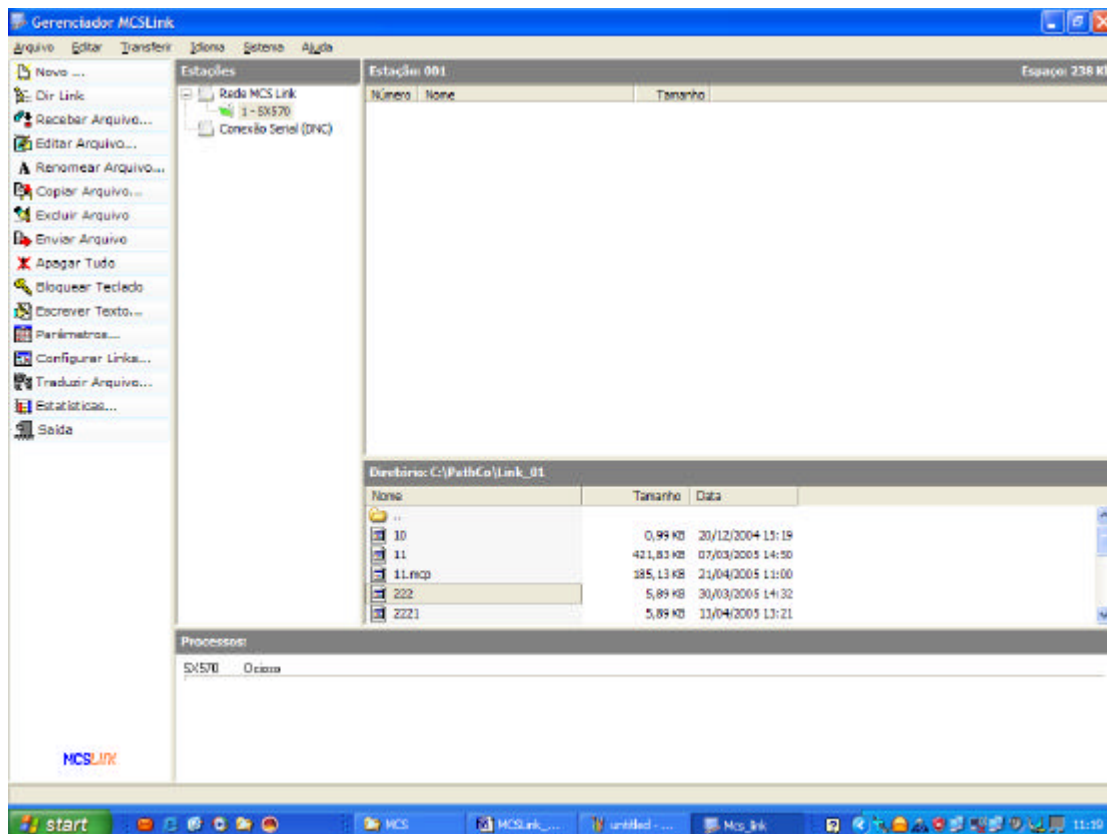 Gerenciador MCSLink
Arquivo Editar Transferir Idioma Sistema Ajuda
Novo ...
Dir Link
Receber Arquivo...
Editar Arquivo...
Renomear Arquivo...
Copiar Arquivo...
Excluir Arquivo
Enviar Arquivo
Apagar Tudo
Bloquear Teclado
Escrever Texto...
Parâmetros...
Configurar Links...
Traduzir Arquivo...
Estatísticas...
Saída
MCSLINK
Estações
Rede MCS Link
1 - SX570
Conexão Serial (DNC)
Estação: 001 Espaço: 238 KB
Número Nome Tamanho
Diretório: C:\PathCo\Link_01
Nome Tamanho Data
..
10 0,99 KB 20/12/2004 15:19
11 421,83 KB 07/03/2005 14:50
11.mcp 185,13 KB 21/04/2005 11:00
222 5,89 KB 30/03/2005 14:32
2221 5,89 KB 13/04/2005 13:21
Processos:
SX570 Ocioso
start MCS MCSLink_... untitled - ... Mcs_link 11:19